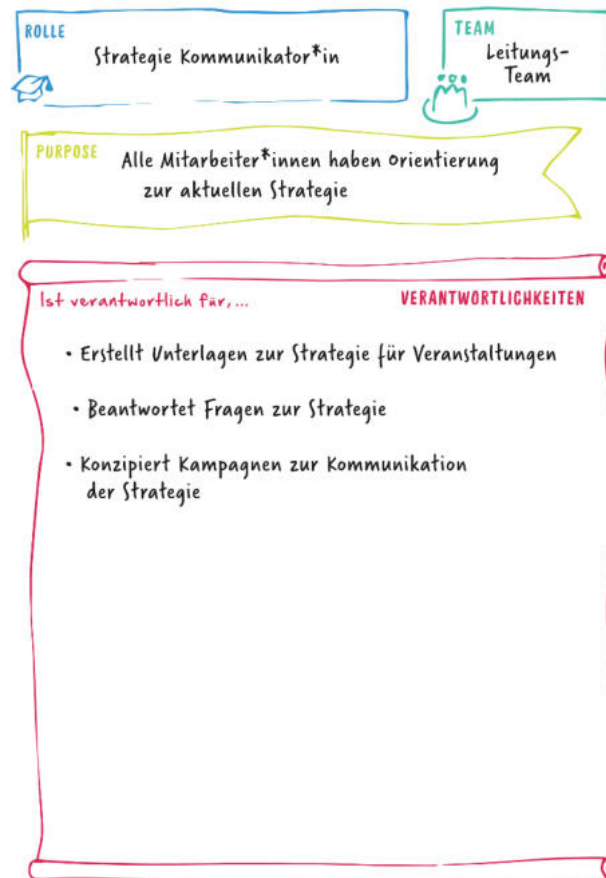 ROLLE
Strategie Kommunikator*in
TEAM
Leitungs-
Team
PURPOSE
Alle Mitarbeiter*innen haben Orientierung
zur aktuellen Strategie
Ist verantwortlich für,...
VERANTWORTLICHKEITEN
• Erstellt Unterlagen zur Strategie für Veranstaltungen
• Beantwortet Fragen zur Strategie
• Konzipiert Kampagnen zur Kommunikation
der Strategie